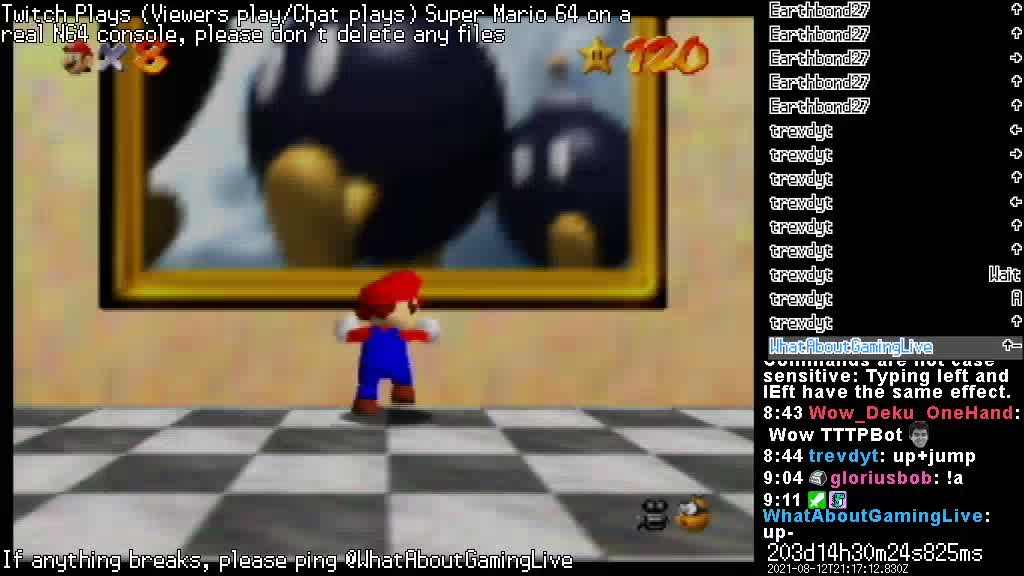 Twitch Plays (Viewers play/Chat plays) Super Mario 64 on a
real N64 console, please don't delete any files
× 8
120
If anything breaks, please ping @WhatAboutGamingLive
Earthbond27 ↑
Earthbond27 ↑
Earthbond27 →
Earthbond27 ↑
Earthbond27 ↑
trevdyt ←
trevdyt →
trevdyt ↑
trevdyt ←
trevdyt ↑
trevdyt ↑
trevdyt Wait
trevdyt A
trevdyt ↑
WhatAboutGamingLive ↑-
Commands are not case
sensitive: Typing left and
lEft have the same effect.
8:43 Wow_Deku_OneHand:
Wow TTTPBot
8:44 trevdyt: up+jump
9:04 gloriusbob: !a
9:11
WhatAboutGamingLive:
up-
203d14h30m24s825ms
2021-08-12T21:17:12.830Z